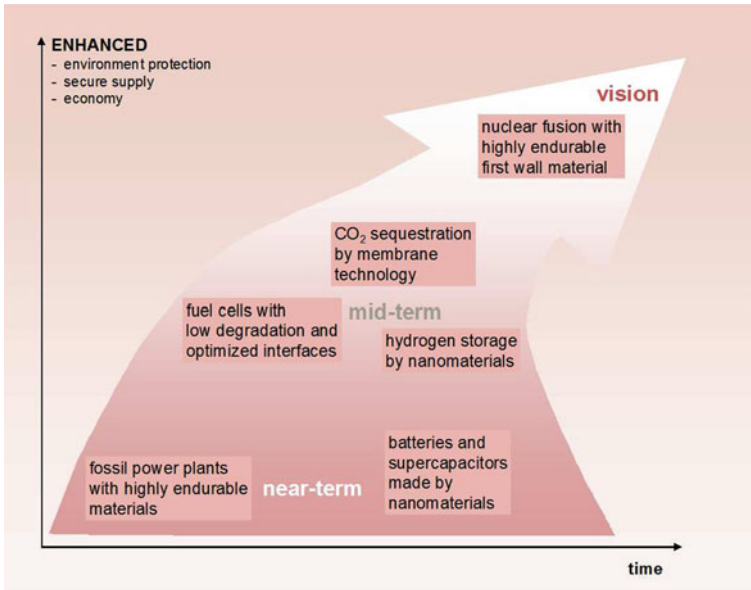 ENHANCED
- environment protection
- secure supply
- economy
vision
nuclear fusion with
highly endurable
first wall material
CO₂ sequestration
by membrane
technology
fuel cells with
low degradation and
optimized interfaces
mid-term
hydrogen storage
by nanomaterials
fossil power plants
with highly endurable
materials
near-term
batteries and
supercapacitors
made by
nanomaterials
time